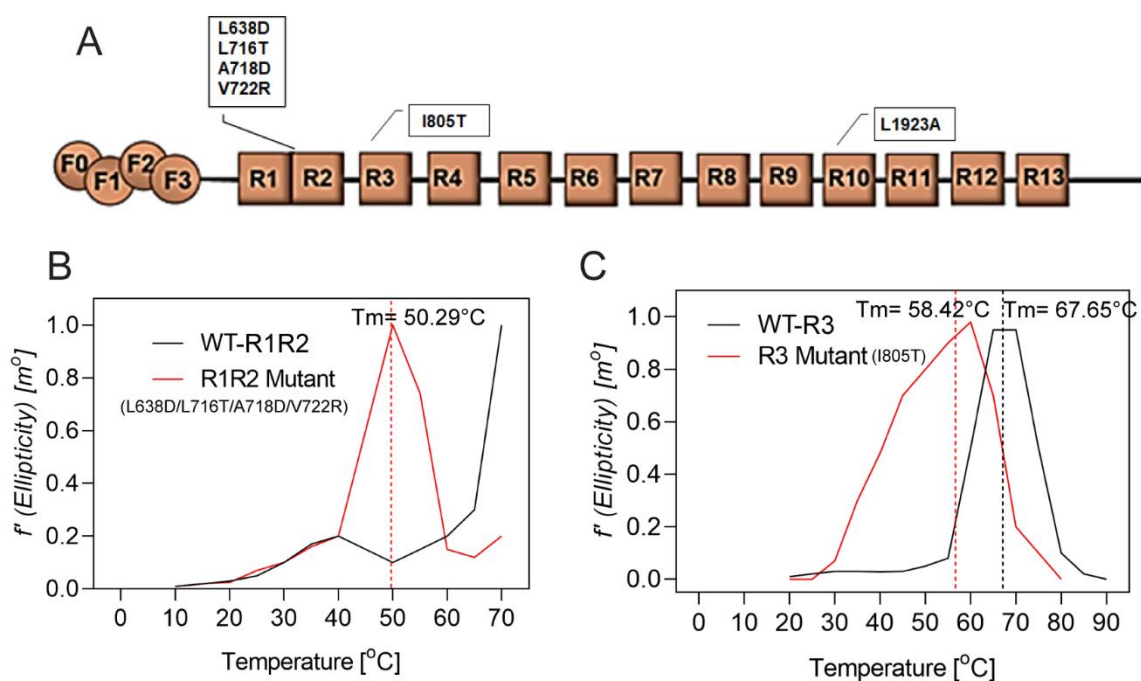 A
L638D
L716T
A718D
V722R
I805T
L1923A
F0 F1 F2 F3 R1 R2 R3 R4 R5 R6 R7 R8 R9 R10 R11 R12 R13
B
Tm= 50.29°C
WT-R1R2
R1R2 Mutant
(L638D/L716T/A718D/V722R)
f' (Ellipticity) [mº]
1.0
0.8
0.6
0.4
0.2
0.0
0 10 20 30 40 50 60 70
Temperature [ºC]
C
Tm= 58.42°C Tm= 67.65°C
WT-R3
R3 Mutant (I805T)
f' (Ellipticity) [mº]
1.0
0.8
0.6
0.4
0.2
0.0
0 10 20 30 40 50 60 70 80 90
Temperature [ºC]